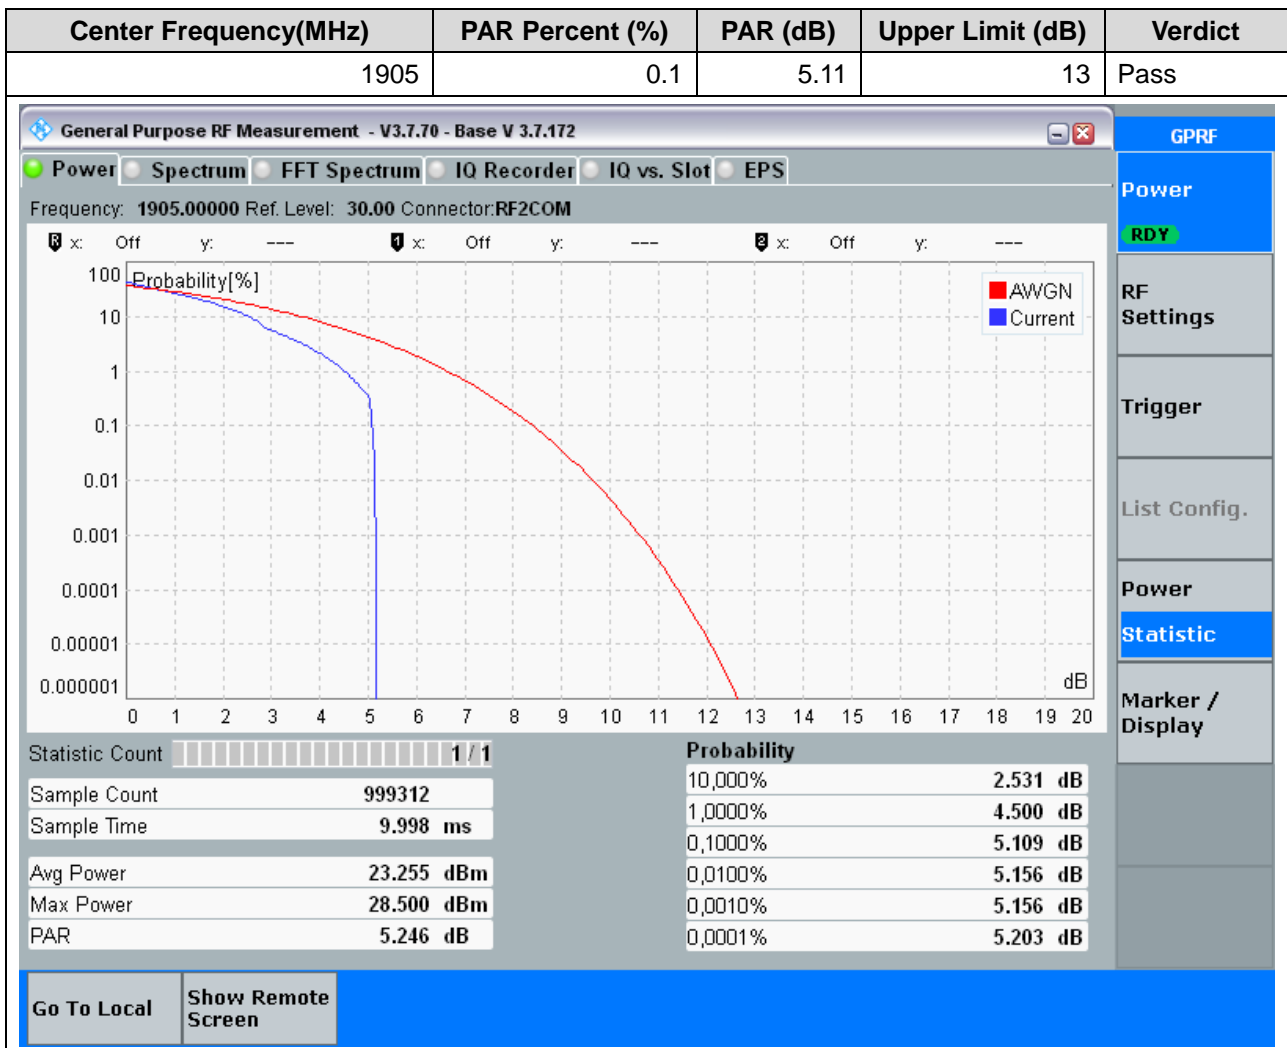 Center Frequency(MHz) PAR Percent (%) PAR (dB) Upper Limit (dB) Verdict
1905 0.1 5.11 13 Pass
General Purpose RF Measurement - V3.7.70 - Base V 3.7.172
GPRF
Power Spectrum FFT Spectrum IQ Recorder IQ vs. Slot EPS
Frequency: 1905.00000 Ref. Level: 30.00 Connector:RF2COM
R x: Off y: --- 1 x: Off y: --- 2 x: Off y: ---
Power
RDY
RF
Settings
Trigger
List Config.
Power
Statistic
Marker /
Display
Probability[%]
AWGN
Current
100
10
1
0.1
0.01
0.001
0.0001
0.00001
0.000001
dB
0 1 2 3 4 5 6 7 8 9 10 11 12 13 14 15 16 17 18 19 20
Statistic Count 1 / 1
Sample Count 999312
Sample Time 9.998 ms
Avg Power 23.255 dBm
Max Power 28.500 dBm
PAR 5.246 dB
Probability
10,000% 2.531 dB
1,0000% 4.500 dB
0,1000% 5.109 dB
0,0100% 5.156 dB
0,0010% 5.156 dB
0,0001% 5.203 dB
Go To Local
Show Remote
Screen